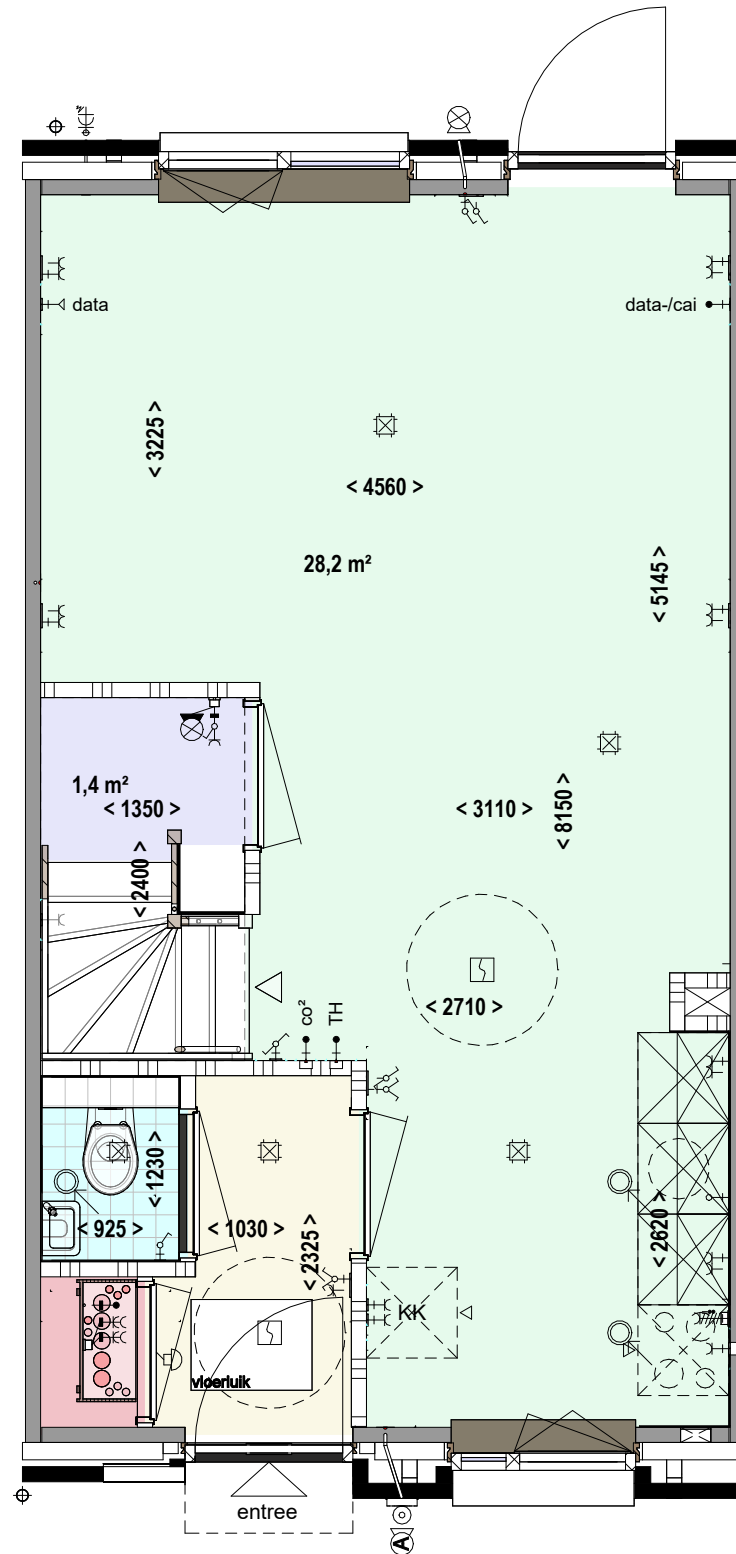 data
data-/cai
< 3225 >
< 4560 >
28,2 m²
< 5145 >
1,4 m²
< 1350 >
< 3110 >
< 8150 >
< 2400 >
< 2710 >
co²
TH
< 1230 >
< 925 >
< 1030 >
< 2325 >
< 2620 >
KK
vloerluik
entree
A